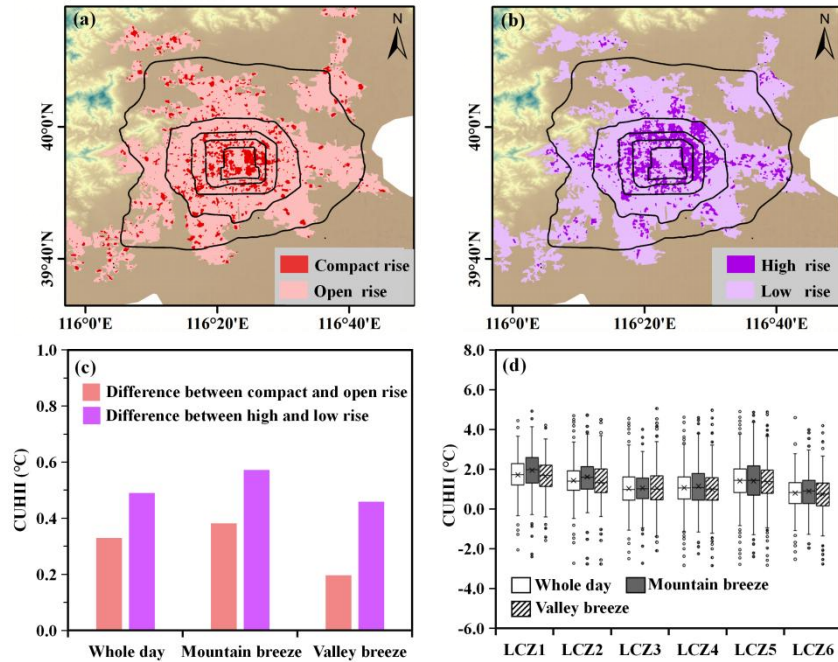 (a)
N
40°0'N
39°40'N
Compact rise
Open rise
116°0'E
116°20'E
116°40'E
(b)
N
40°0'N
39°40'N
High rise
Low rise
116°0'E
116°20'E
116°40'E
(c)
CUHII (℃)
1.0
0.8
0.6
0.4
0.2
0.0
Difference between compact and open rise
Difference between high and low rise
Whole day
Mountain breeze
Valley breeze
(d)
CUHII (℃)
8.0
6.0
4.0
2.0
0.0
-2.0
-4.0
-6.0
Whole day
Mountain breeze
Valley breeze
LCZ1
LCZ2
LCZ3
LCZ4
LCZ5
LCZ6